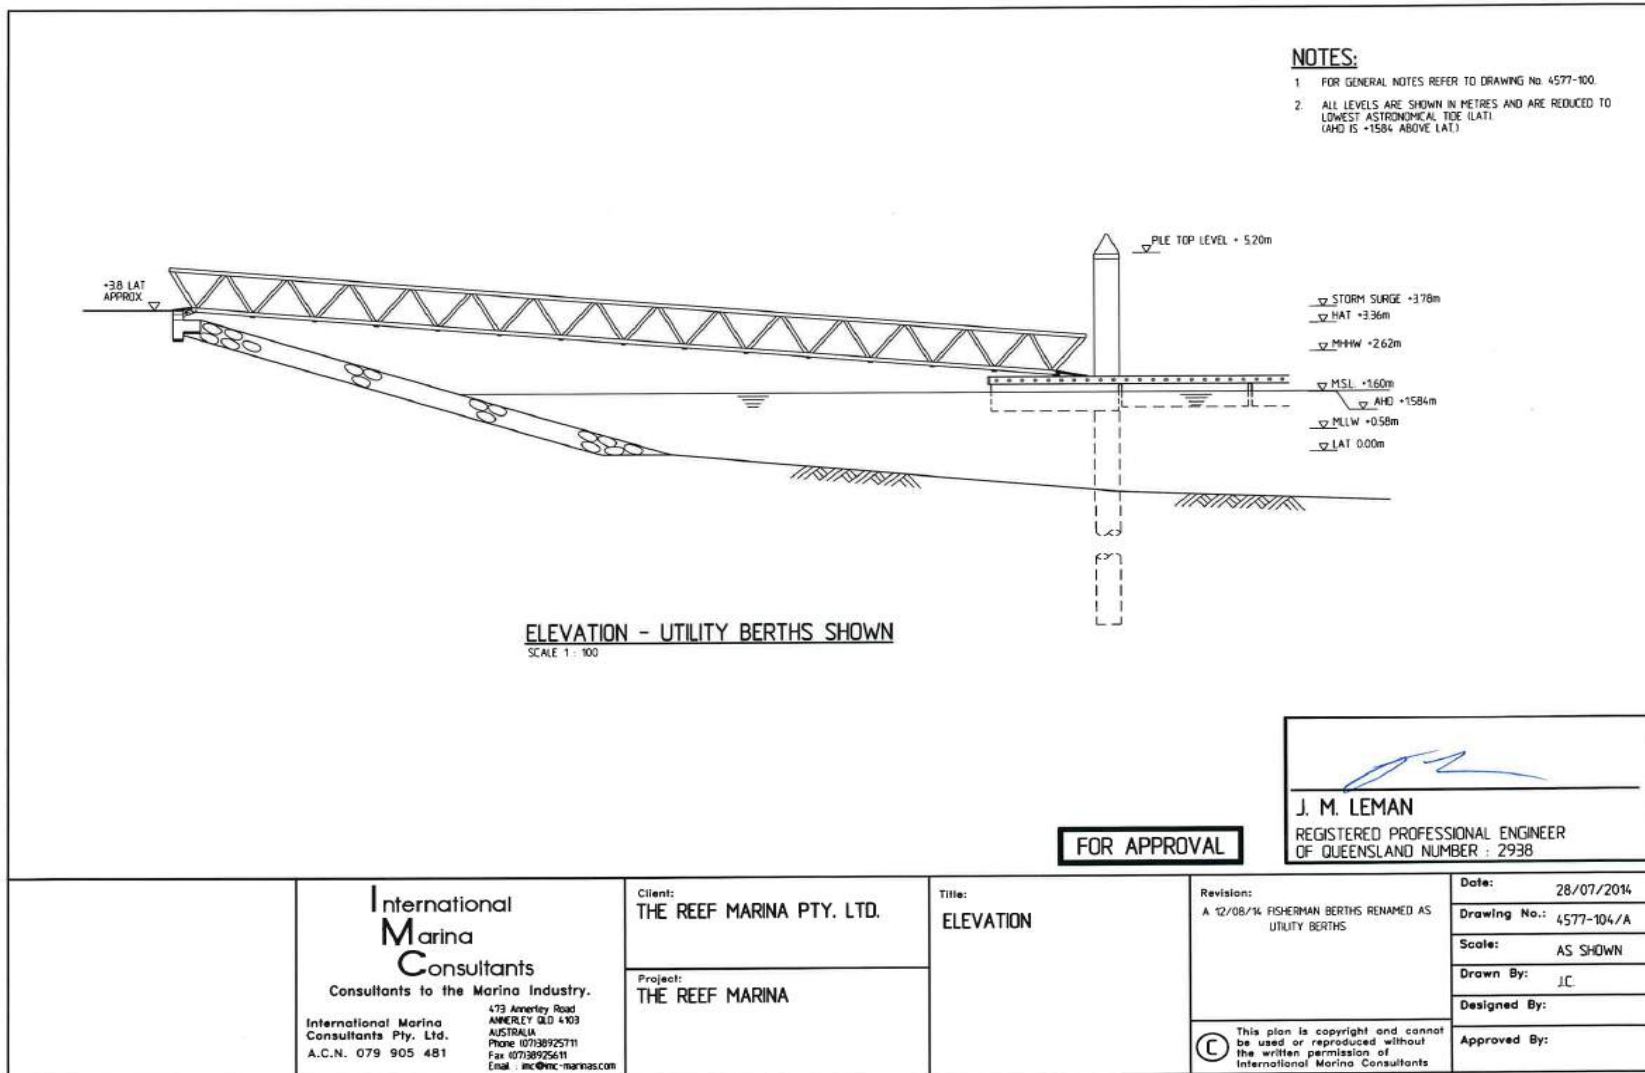 NOTES:
1 FOR GENERAL NOTES REFER TO DRAWING No. 4577-100.
2. ALL LEVELS ARE SHOWN IN METRES AND ARE REDUCED TO
LOWEST ASTRONOMICAL TIDE (LAT).
(AHD IS +1.584 ABOVE LAT.)
PILE TOP LEVEL + 5.20m
+3.8 LAT
APPROX.
STORM SURGE +3.78m
HAT +3.36m
MHHW +2.62m
M.S.L. +1.60m
AHD +1.584m
MLLW +0.58m
LAT 0.00m
ELEVATION - UTILITY BERTHS SHOWN
SCALE 1 : 100
FOR APPROVAL
J. M. LEMAN
REGISTERED PROFESSIONAL ENGINEER
OF QUEENSLAND NUMBER : 2938
International
Marina
Consultants
Consultants to the Marina Industry.
International Marina
Consultants Pty. Ltd.
A.C.N. 079 905 481
473 Annerley Road
ANNERLEY QLD 4103
AUSTRALIA
Phone (07)38925711
Fax (07)38925611
Email : imc@imc-marinas.com
Client:
THE REEF MARINA PTY. LTD.
Project:
THE REEF MARINA
Title:
ELEVATION
Revision:
A 12/08/14 FISHERMAN BERTHS RENAMED AS
UTILITY BERTHS
C This plan is copyright and cannot
be used or reproduced without
the written permission of
International Marina Consultants
Date: 28/07/2014
Drawing No.: 4577-104/A
Scale: AS SHOWN
Drawn By: J.C.
Designed By:
Approved By: